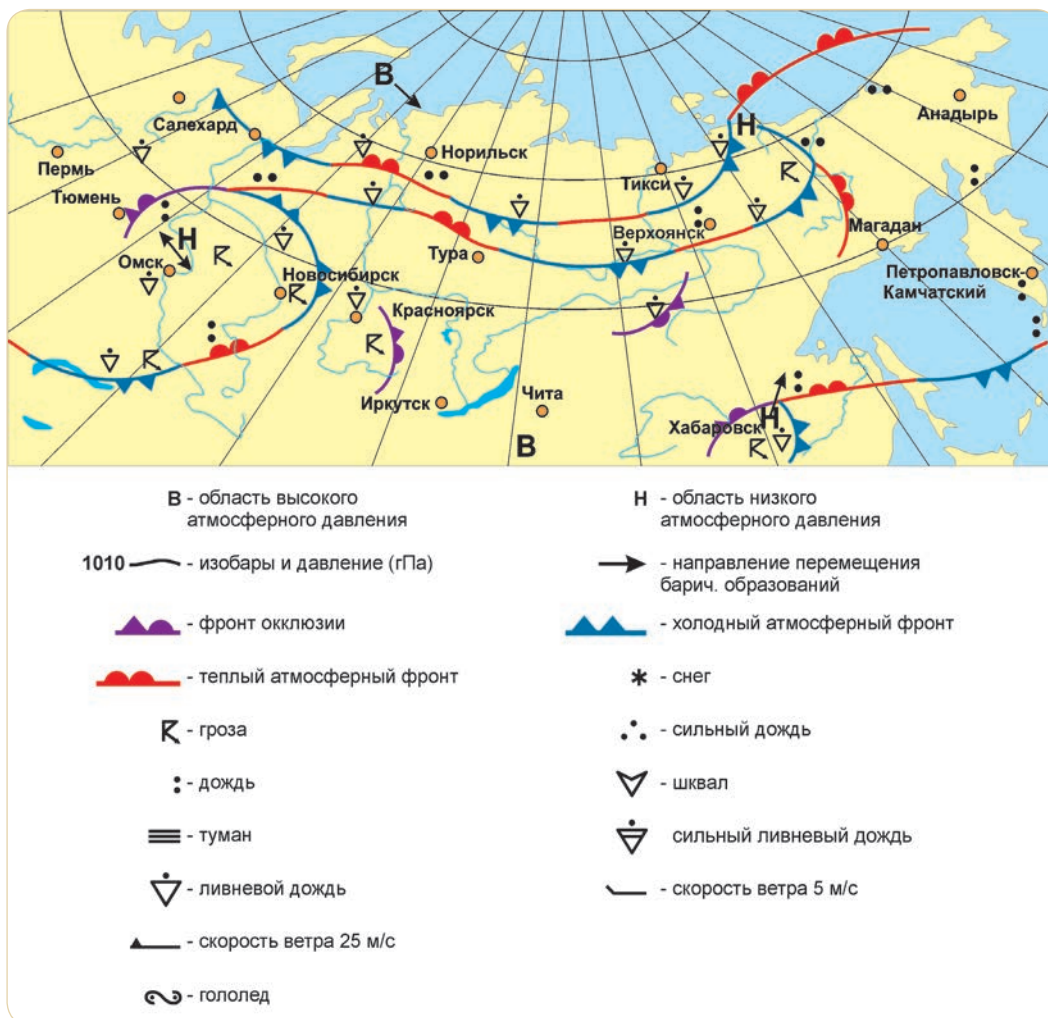 В
Н
Анадырь
Салехард
Норильск
Пермь
Тюмень
Тикси
Верхоянск
Магадан
Н
Омск
Тура
Новосибирск
Петропавловск-
Камчатский
Красноярск
Иркутск
Чита
Хабаровск
Н
В
В - область высокого
атмосферного давления
Н - область низкого
атмосферного давления
1010 - изобары и давление (гПа)
- направление перемещения
барич. образований
- фронт окклюзии
- холодный атмосферный фронт
- теплый атмосферный фронт
- снег
- гроза
- сильный дождь
- дождь
- шквал
- туман
сильный ливневый дождь
- ливневой дождь
- скорость ветра 5 м/с
- скорость ветра 25 м/с
- гололед